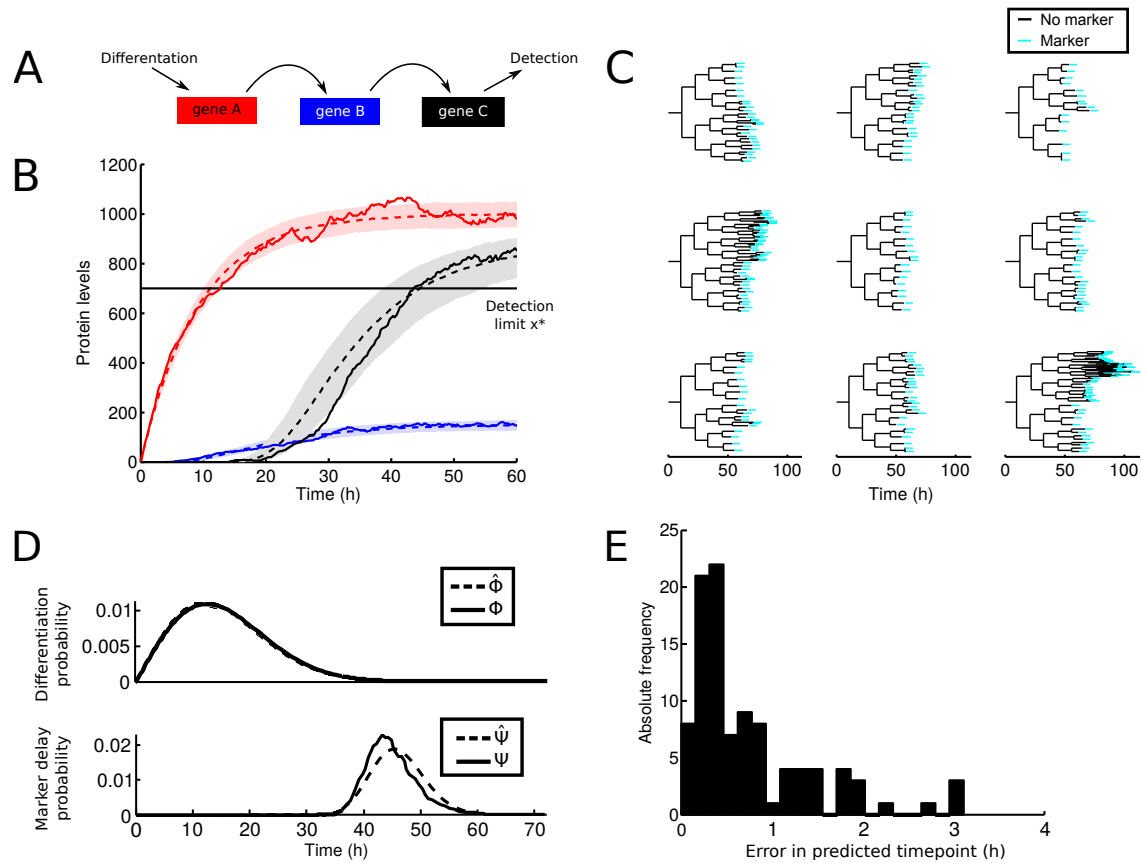 A
Differentation
Detection
gene A
gene B
gene C
B
1200
1000
800
600
400
200
0
Protein levels
Detection
limit x*
0
10
20
30
40
50
60
Time (h)
C
No marker
Marker
0
50
100
0
50
100
0
50
100
Time (h)
D
Differentiation
probability
0.01
0.005
0
Φ̂
Φ
Marker delay
probability
0.02
0.01
0
Ψ̂
Ψ
0
10
20
30
40
50
60
70
Time (h)
E
Absolute frequency
25
20
15
10
5
0
0
1
2
3
4
Error in predicted timepoint (h)